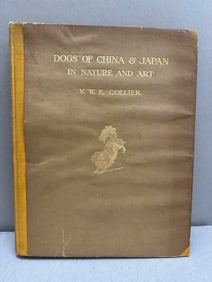 DOGS OF CHINA & JAPAN
IN NATURE AND ART
V. W. F. COLLIER.